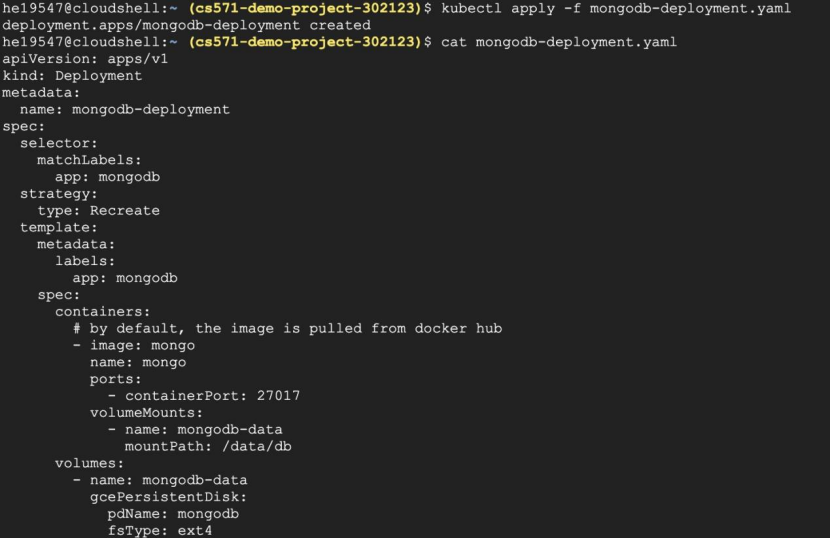 he19547@cloudshell:~ (cs571-demo-project-302123)$ kubectl apply -f mongodb-deployment.yaml
deployment.apps/mongodb-deployment created
he19547@cloudshell:~ (cs571-demo-project-302123)$ cat mongodb-deployment.yaml
apiVersion: apps/v1
kind: Deployment
metadata:
  name: mongodb-deployment
spec:
  selector:
    matchLabels:
      app: mongodb
  strategy:
    type: Recreate
  template:
    metadata:
      labels:
        app: mongodb
    spec:
      containers:
        # by default, the image is pulled from docker hub
        - image: mongo
          name: mongo
          ports:
            - containerPort: 27017
          volumeMounts:
            - name: mongodb-data
              mountPath: /data/db
      volumes:
        - name: mongodb-data
          gcePersistentDisk:
            pdName: mongodb
            fsType: ext4